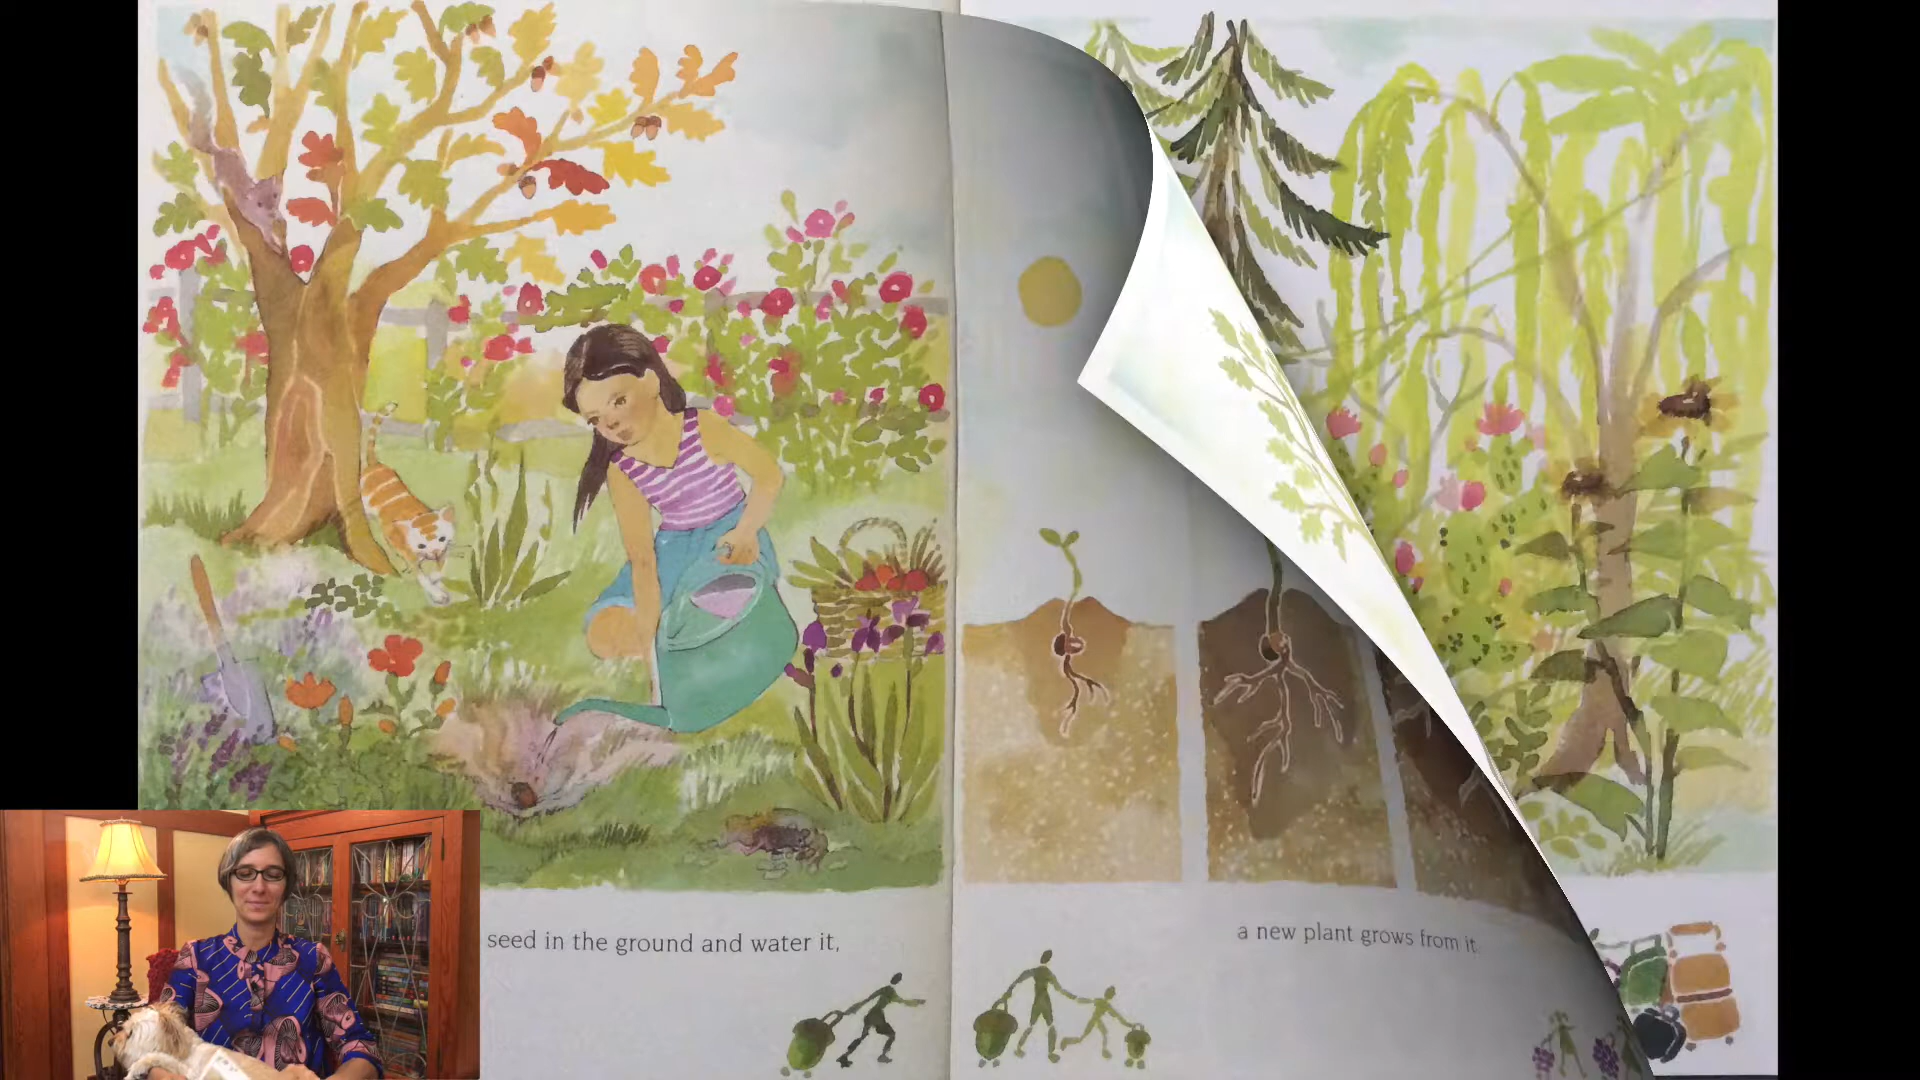 seed in the ground and water it,
a new plant grows from it.